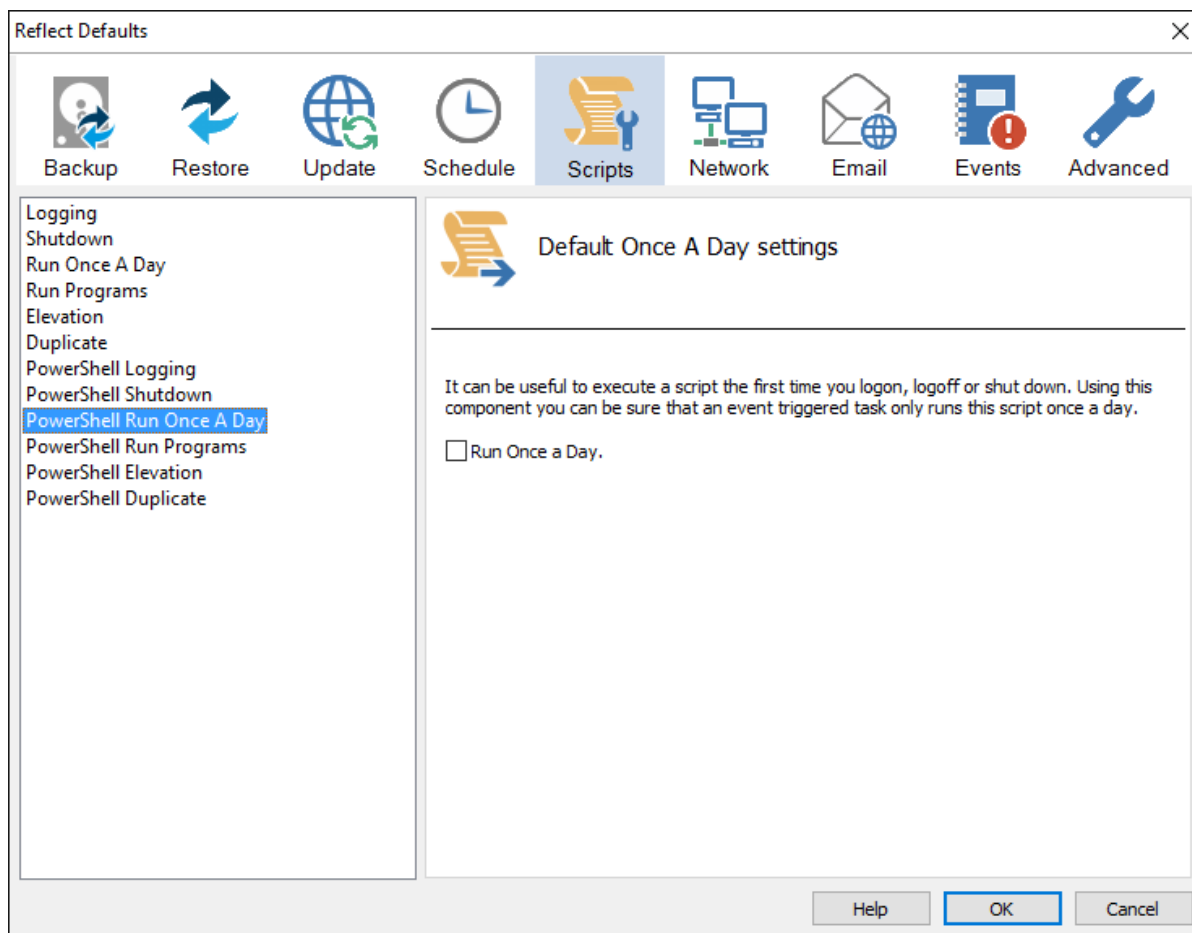 Reflect Defaults
Backup Restore Update Schedule Scripts Network Email Events Advanced
Logging
Shutdown
Run Once A Day
Run Programs
Elevation
Duplicate
PowerShell Logging
PowerShell Shutdown
PowerShell Run Once A Day
PowerShell Run Programs
PowerShell Elevation
PowerShell Duplicate
Default Once A Day settings
It can be useful to execute a script the first time you logon, logoff or shut down. Using this
component you can be sure that an event triggered task only runs this script once a day.
Run Once a Day.
Help OK Cancel